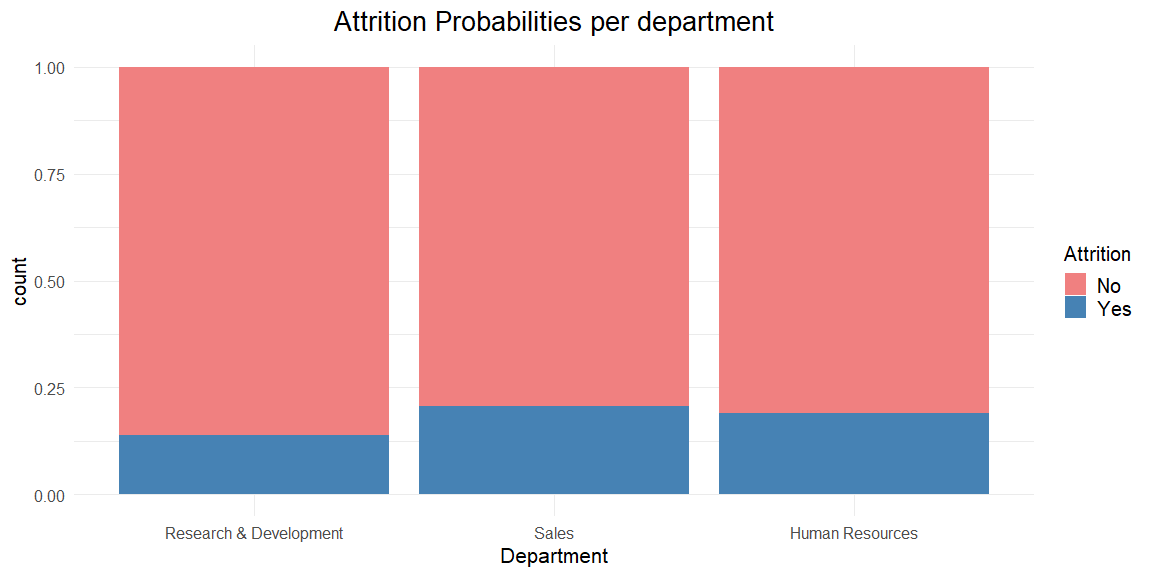 Attrition Probabilities per department
1.00
0.75
0.50
0.25
0.00
count
Research & Development
Sales
Human Resources
Department
Attrition
No
Yes